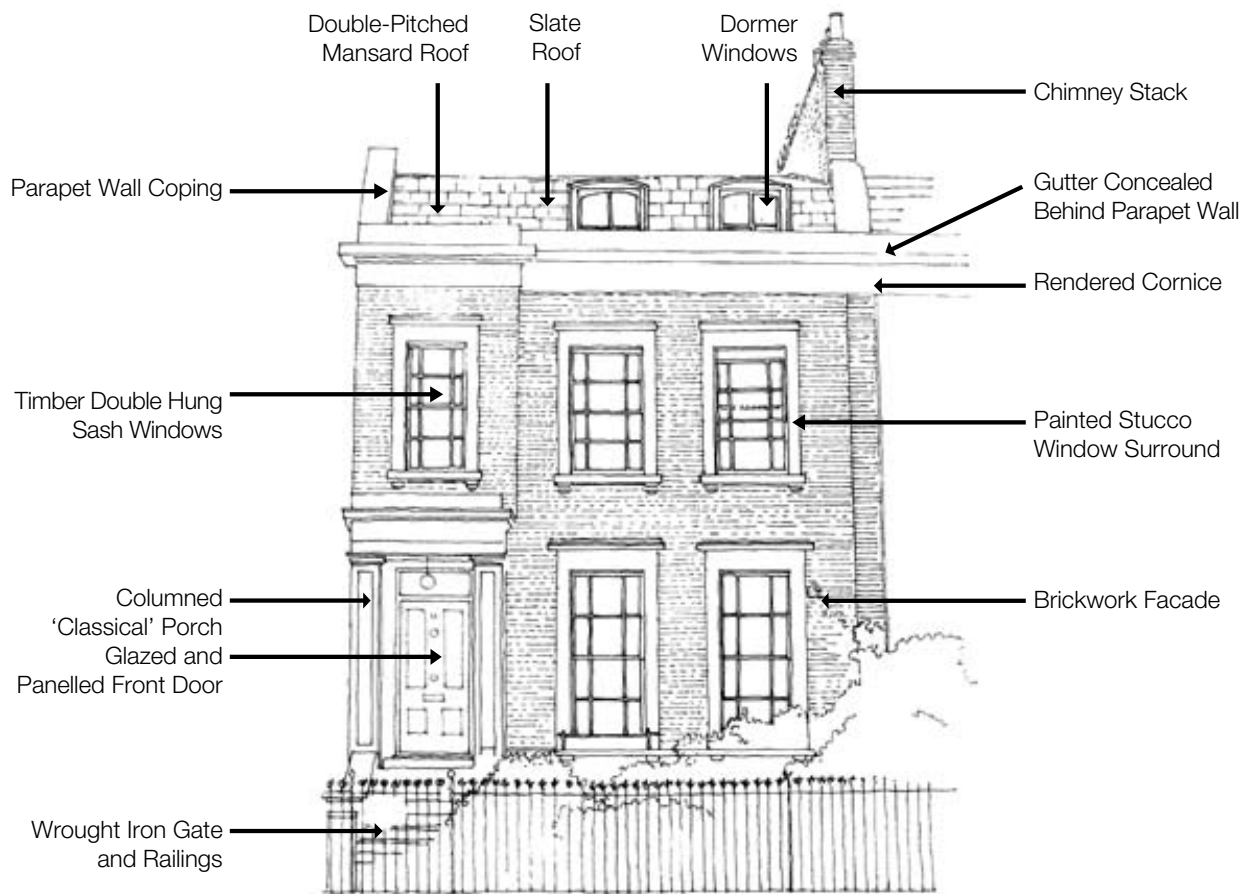 Double-Pitched
Mansard Roof
Slate
Roof
Dormer
Windows
Chimney Stack
Parapet Wall Coping
Gutter Concealed
Behind Parapet Wall
Rendered Cornice
Timber Double Hung
Sash Windows
Painted Stucco
Window Surround
Columned
‘Classical’ Porch
Glazed and
Panelled Front Door
Brickwork Facade
Wrought Iron Gate
and Railings